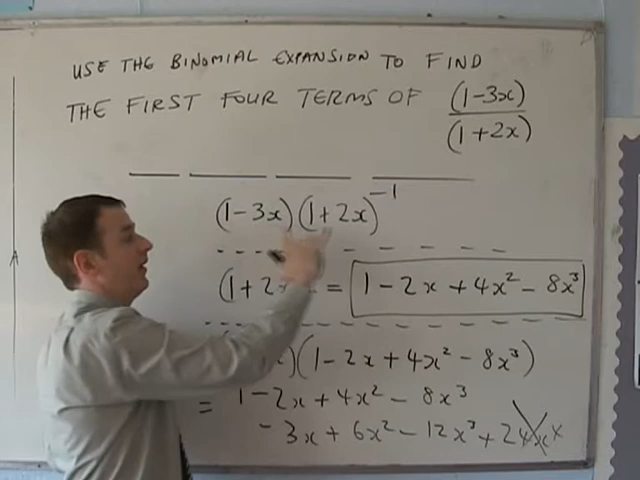 USE THE BINOMIAL EXPANSION TO FIND
THE FIRST FOUR TERMS OF (1-3x)/(1+2x)
(1-3x)(1+2x)⁻¹
(1+2x = 1-2x+4x²-8x³
x)(1-2x+4x²-8x³)
= 1-2x+4x²-8x³
-3x+6x²-12x³+24x⁴